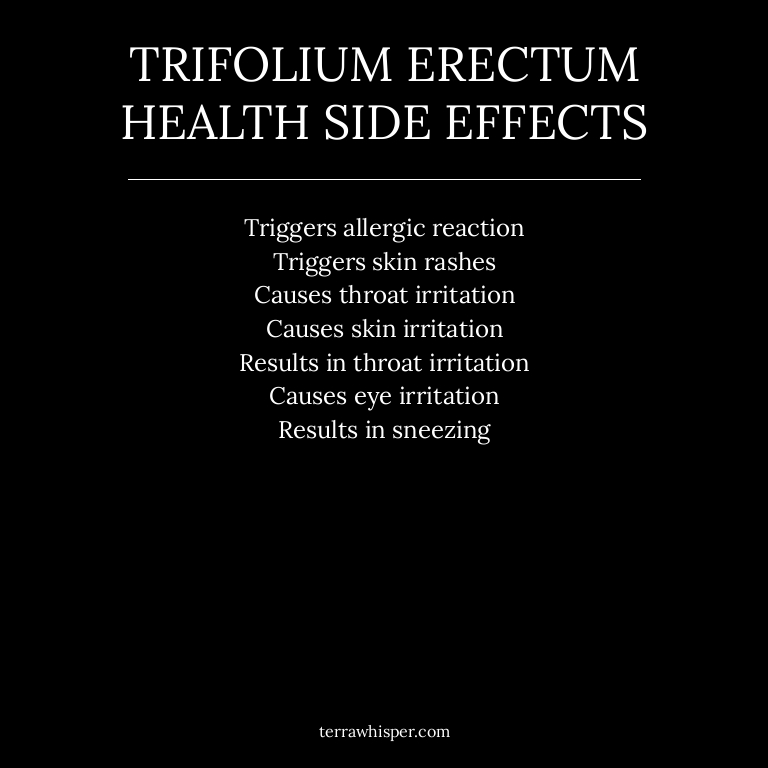 TRIFOLIUM ERECTUM
HEALTH SIDE EFFECTS
Triggers allergic reaction
Triggers skin rashes
Causes throat irritation
Causes skin irritation
Results in throat irritation
Causes eye irritation
Results in sneezing
terrawhisper.com